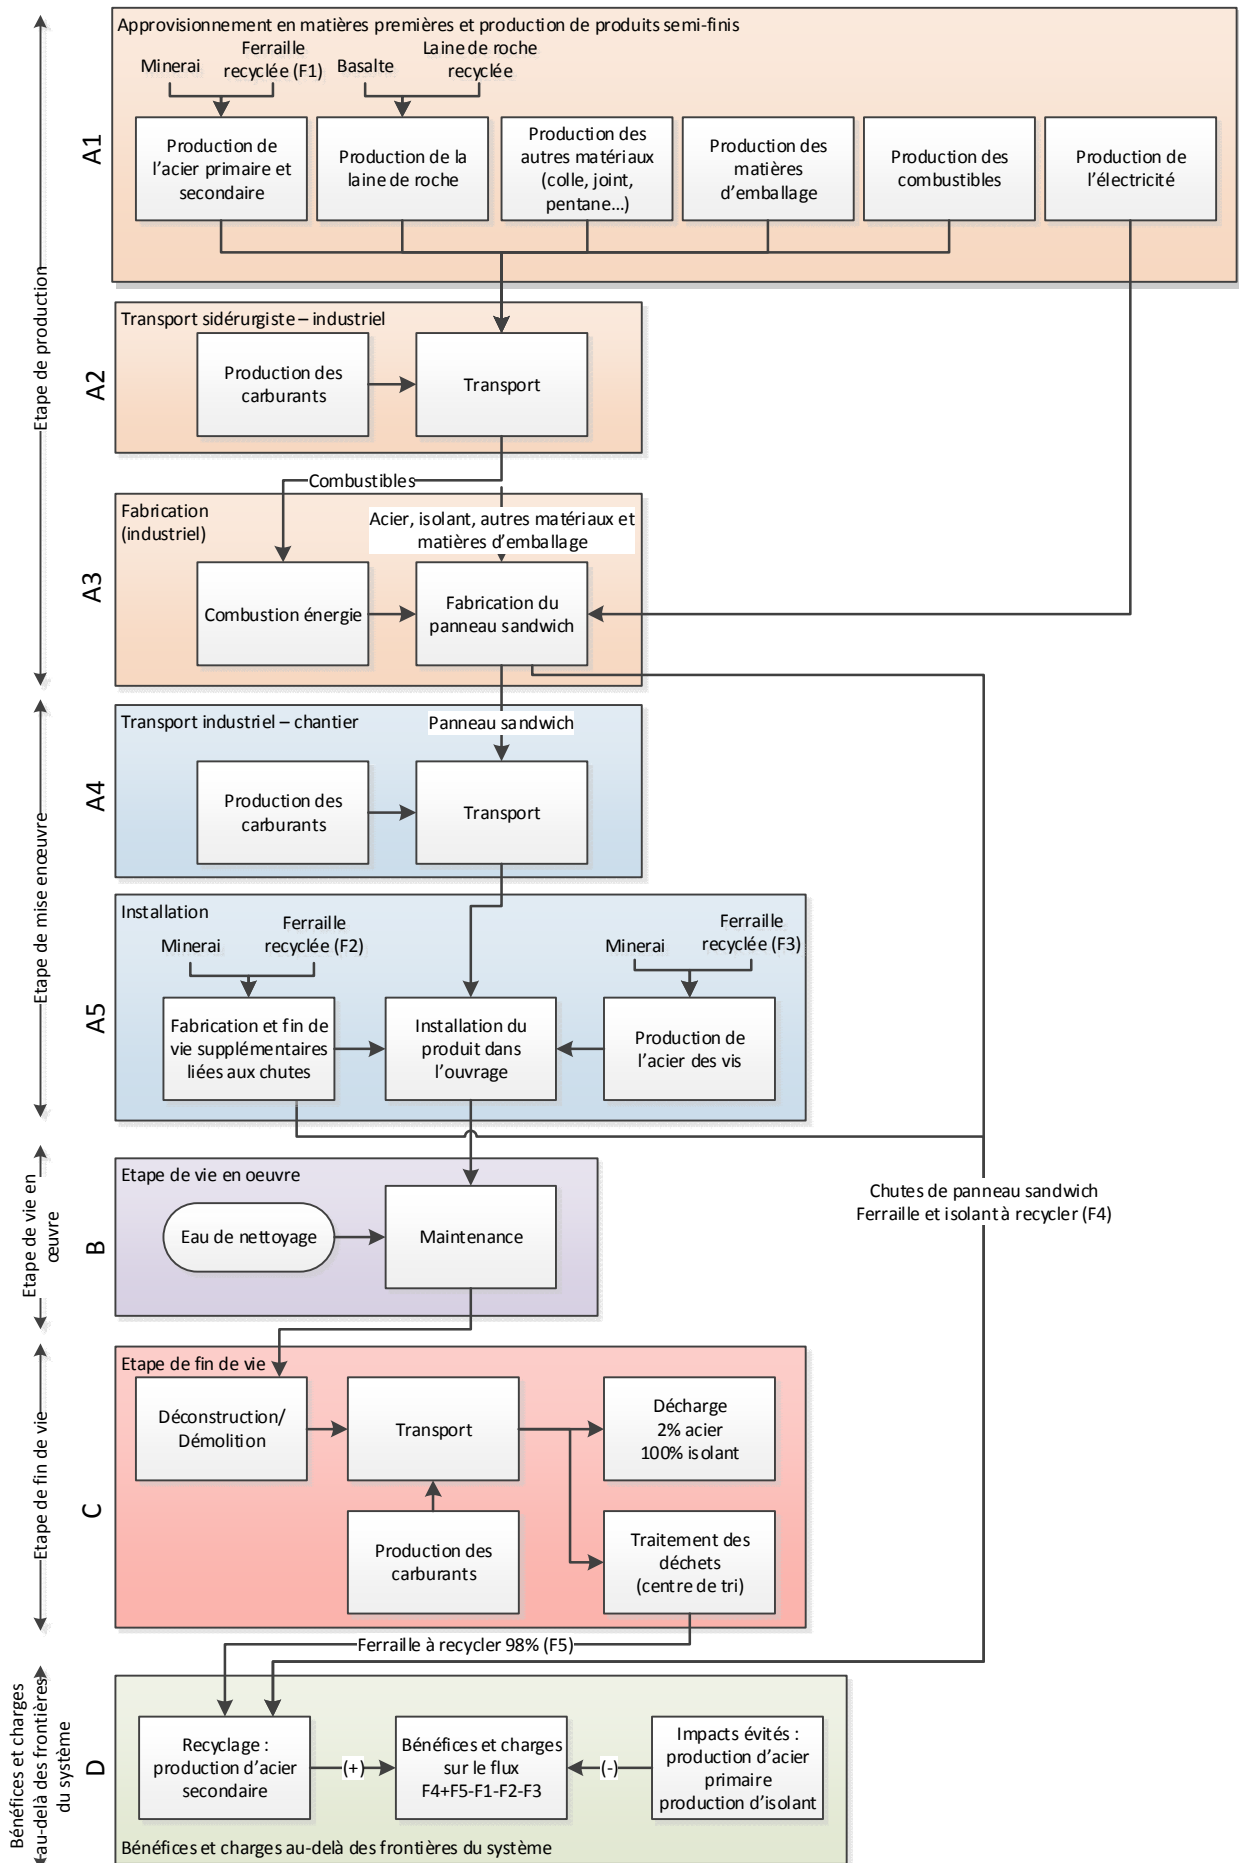 Approvisionnement en matières premières et production de produits semi-finis
Minerai
Ferraille
recyclée (F1)
Basalte
Laine de roche
recyclée
A1
Production de
l'acier primaire et
secondaire
Production de la
laine de roche
Production des
autres matériaux
(colle, joint,
pentane...)
Production des
matières
d'emballage
Production des
combustibles
Production de
l'électricité
Etape de production
Transport sidérurgiste – industriel
A2
Production des
carburants
Transport
Combustibles
Fabrication
(industriel)
Acier, isolant, autres matériaux et
matières d'emballage
A3
Combustion énergie
Fabrication du
panneau sandwich
Transport industriel – chantier
Panneau sandwich
A4
Production des
carburants
Transport
Etape de mise en œuvre
Installation
Minerai
Ferraille
recyclée (F2)
Minerai
Ferraille
recyclée (F3)
A5
Fabrication et fin de
vie supplémentaires
liées aux chutes
Installation du
produit dans
l'ouvrage
Production de
l'acier des vis
Etape de vie en
œuvre
B
Etape de vie en oeuvre
Eau de nettoyage
Maintenance
Chutes de panneau sandwich
Ferraille et isolant à recycler (F4)
Etape de fin de vie
C
Etape de fin de vie
Déconstruction/
Démolition
Transport
Décharge
2% acier
100% isolant
Production des
carburants
Traitement des
déchets
(centre de tri)
Ferraille à recycler 98% (F5)
Bénéfices et charges
au-delà des frontières
du système
D
Recyclage :
production d'acier
secondaire
(+)
Bénéfices et charges
sur le flux
F4+F5-F1-F2-F3
(-)
Impacts évités :
production d'acier
primaire
production d'isolant
Bénéfices et charges au-delà des frontières du système